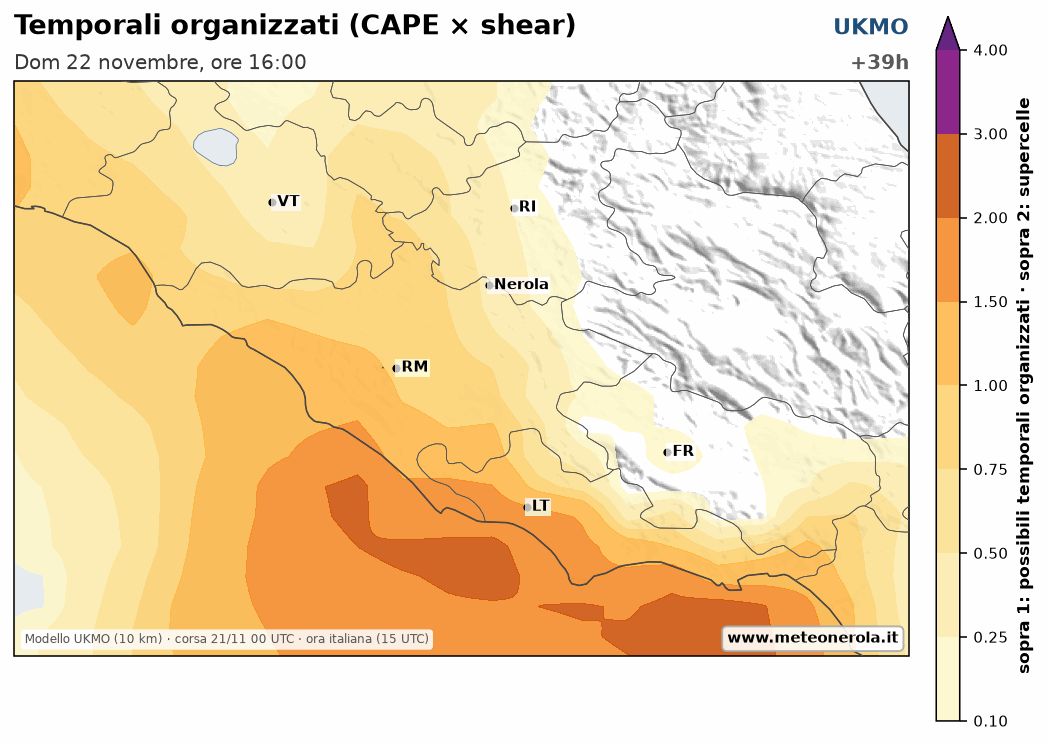 Temporali organizzati (CAPE × shear)
UKMO
Dom 22 novembre, ore 16:00
+39h
VT
RI
Nerola
RM
FR
LT
Modello UKMO (10 km) · corsa 21/11 00 UTC · ora italiana (15 UTC)
www.meteonerola.it
4.00
3.00
2.00
1.50
1.00
0.75
0.50
0.25
0.10
sopra 1: possibili temporali organizzati · sopra 2: supercelle